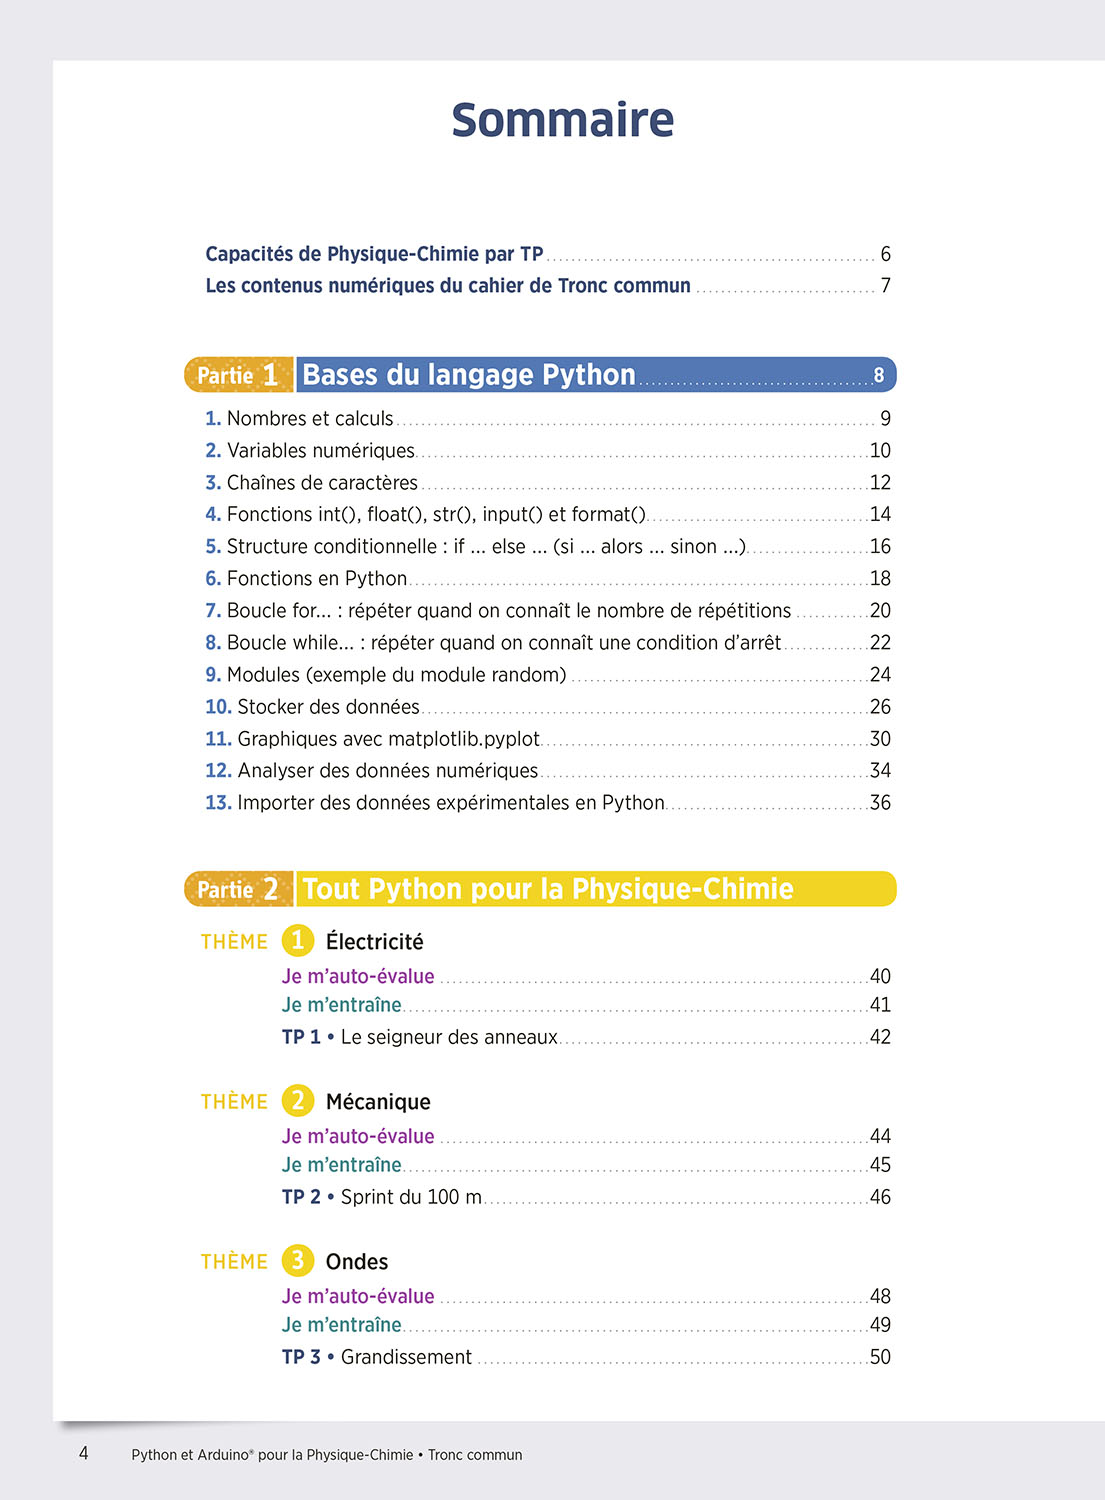 Sommaire
Capacités de Physique-Chimie par TP 6
Les contenus numériques du cahier de Tronc commun 7
Partie 1 Bases du langage Python 8
1. Nombres et calculs 9
2. Variables numériques 10
3. Chaînes de caractères 12
4. Fonctions int(), float(), str(), input() et format() 14
5. Structure conditionnelle : if ... else ... (si ... alors ... sinon ...) 16
6. Fonctions en Python 18
7. Boucle for... : répéter quand on connaît le nombre de répétitions 20
8. Boucle while... : répéter quand on connaît une condition d’arrêt 22
9. Modules (exemple du module random) 24
10. Stocker des données 26
11. Graphiques avec matplotlib.pyplot 30
12. Analyser des données numériques 34
13. Importer des données expérimentales en Python 36
Partie 2 Tout Python pour la Physique-Chimie
THÈME 1 Électricité
Je m’auto-évalue 40
Je m’entraîne 41
TP 1 • Le seigneur des anneaux 42
THÈME 2 Mécanique
Je m’auto-évalue 44
Je m’entraîne 45
TP 2 • Sprint du 100 m 46
THÈME 3 Ondes
Je m’auto-évalue 48
Je m’entraîne 49
TP 3 • Grandissement 50
4 Python et Arduino® pour la Physique-Chimie • Tronc commun